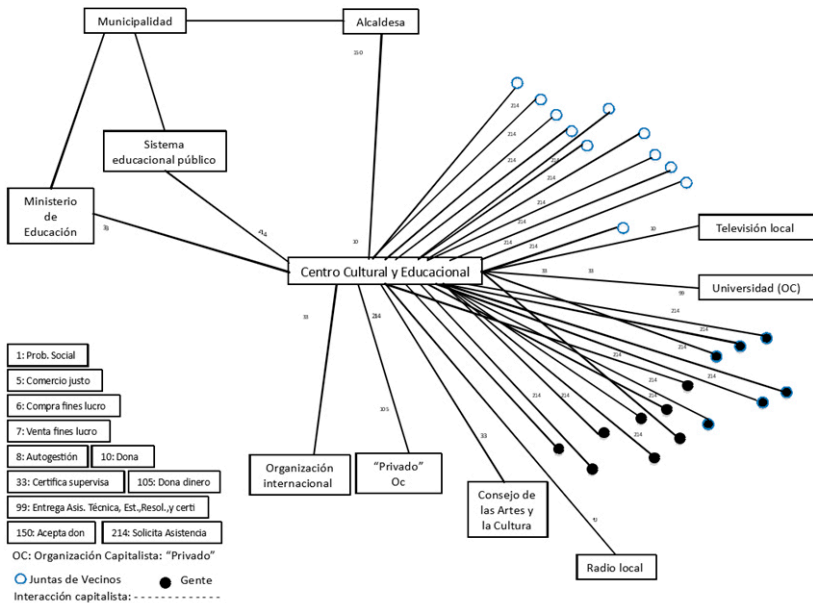 Municipalidad
Alcaldesa
Sistema
educacional público
Ministerio
de
Educación
10
Centro Cultural y Educacional
214
214
214
214
214
214
214
214
214
214
214
214
10
Televisión local
33
33
99
Universidad (OC)
214
214
214
214
214
214
214
214
33
214
105
33
Organización
internacional
"Privado"
Oc
Consejo de
las Artes y
la Cultura
Radio local
1: Prob. Social
5: Comercio justo
6: Compra fines lucro
7: Venta fines lucro
8: Autogestión
10: Dona
33: Certifica supervisa
105: Dona dinero
99: Entrega Asis. Técnica, Est.,Resol.,y certi
150: Acepta don
214: Solicita Asistencia
OC: Organización Capitalista: "Privado"
Juntas de Vecinos
Gente
Interacción capitalista: - - - - - - - - - - - - - - -